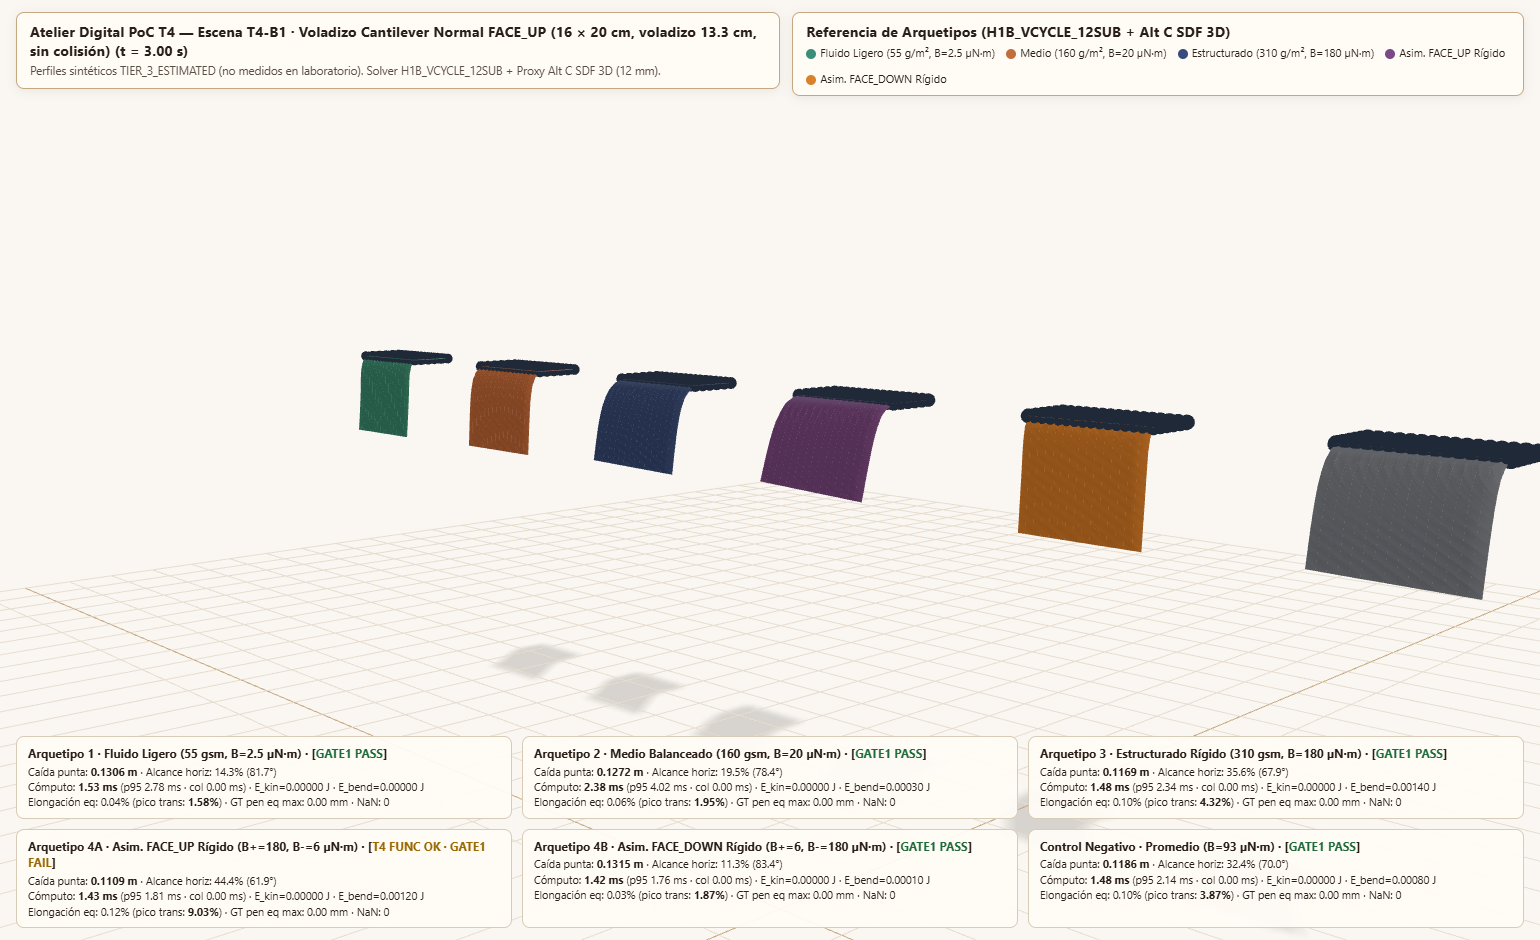 Atelier Digital PoC T4 — Escena T4-B1 · Voladizo Cantilever Normal FACE_UP (16 × 20 cm, voladizo 13.3 cm,
sin colisión) (t = 3.00 s)
Perfiles sintéticos TIER_3_ESTIMATED (no medidos en laboratorio). Solver H1B_VCYCLE_12SUB + Proxy Alt C SDF 3D (12 mm).
Referencia de Arquetipos (H1B_VCYCLE_12SUB + Alt C SDF 3D)
Fluido Ligero (55 g/m², B=2.5 µN·m) Medio (160 g/m², B=20 µN·m) Estructurado (310 g/m², B=180 µN·m) Asim. FACE_UP Rígido
Asim. FACE_DOWN Rígido
Arquetipo 1 · Fluido Ligero (55 gsm, B=2.5 µN·m) · [GATE1 PASS]
Caída punta: 0.1306 m · Alcance horiz: 14.3% (81.7°)
Cómputo: 1.53 ms (p95 2.78 ms · col 0.00 ms) · E_kin=0.00000 J · E_bend=0.00000 J
Elongación eq: 0.04% (pico trans: 1.58%) · GT pen eq max: 0.00 mm · NaN: 0
Arquetipo 2 · Medio Balanceado (160 gsm, B=20 µN·m) · [GATE1 PASS]
Caída punta: 0.1272 m · Alcance horiz: 19.5% (78.4°)
Cómputo: 2.38 ms (p95 4.02 ms · col 0.00 ms) · E_kin=0.00000 J · E_bend=0.00030 J
Elongación eq: 0.06% (pico trans: 1.95%) · GT pen eq max: 0.00 mm · NaN: 0
Arquetipo 3 · Estructurado Rígido (310 gsm, B=180 µN·m) · [GATE1 PASS]
Caída punta: 0.1169 m · Alcance horiz: 35.6% (67.9°)
Cómputo: 1.48 ms (p95 2.34 ms · col 0.00 ms) · E_kin=0.00000 J · E_bend=0.00140 J
Elongación eq: 0.10% (pico trans: 4.32%) · GT pen eq max: 0.00 mm · NaN: 0
Arquetipo 4A · Asim. FACE_UP Rígido (B+=180, B-=6 µN·m) · [T4 FUNC OK · GATE1
FAIL]
Caída punta: 0.1109 m · Alcance horiz: 44.4% (61.9°)
Cómputo: 1.43 ms (p95 1.81 ms · col 0.00 ms) · E_kin=0.00000 J · E_bend=0.00120 J
Elongación eq: 0.12% (pico trans: 9.03%) · GT pen eq max: 0.00 mm · NaN: 0
Arquetipo 4B · Asim. FACE_DOWN Rígido (B+=6, B-=180 µN·m) · [GATE1 PASS]
Caída punta: 0.1315 m · Alcance horiz: 11.3% (83.4°)
Cómputo: 1.42 ms (p95 1.76 ms · col 0.00 ms) · E_kin=0.00000 J · E_bend=0.00010 J
Elongación eq: 0.03% (pico trans: 1.87%) · GT pen eq max: 0.00 mm · NaN: 0
Control Negativo · Promedio (B=93 µN·m) · [GATE1 PASS]
Caída punta: 0.1186 m · Alcance horiz: 32.4% (70.0°)
Cómputo: 1.48 ms (p95 2.14 ms · col 0.00 ms) · E_kin=0.00000 J · E_bend=0.00080 J
Elongación eq: 0.10% (pico trans: 3.87%) · GT pen eq max: 0.00 mm · NaN: 0